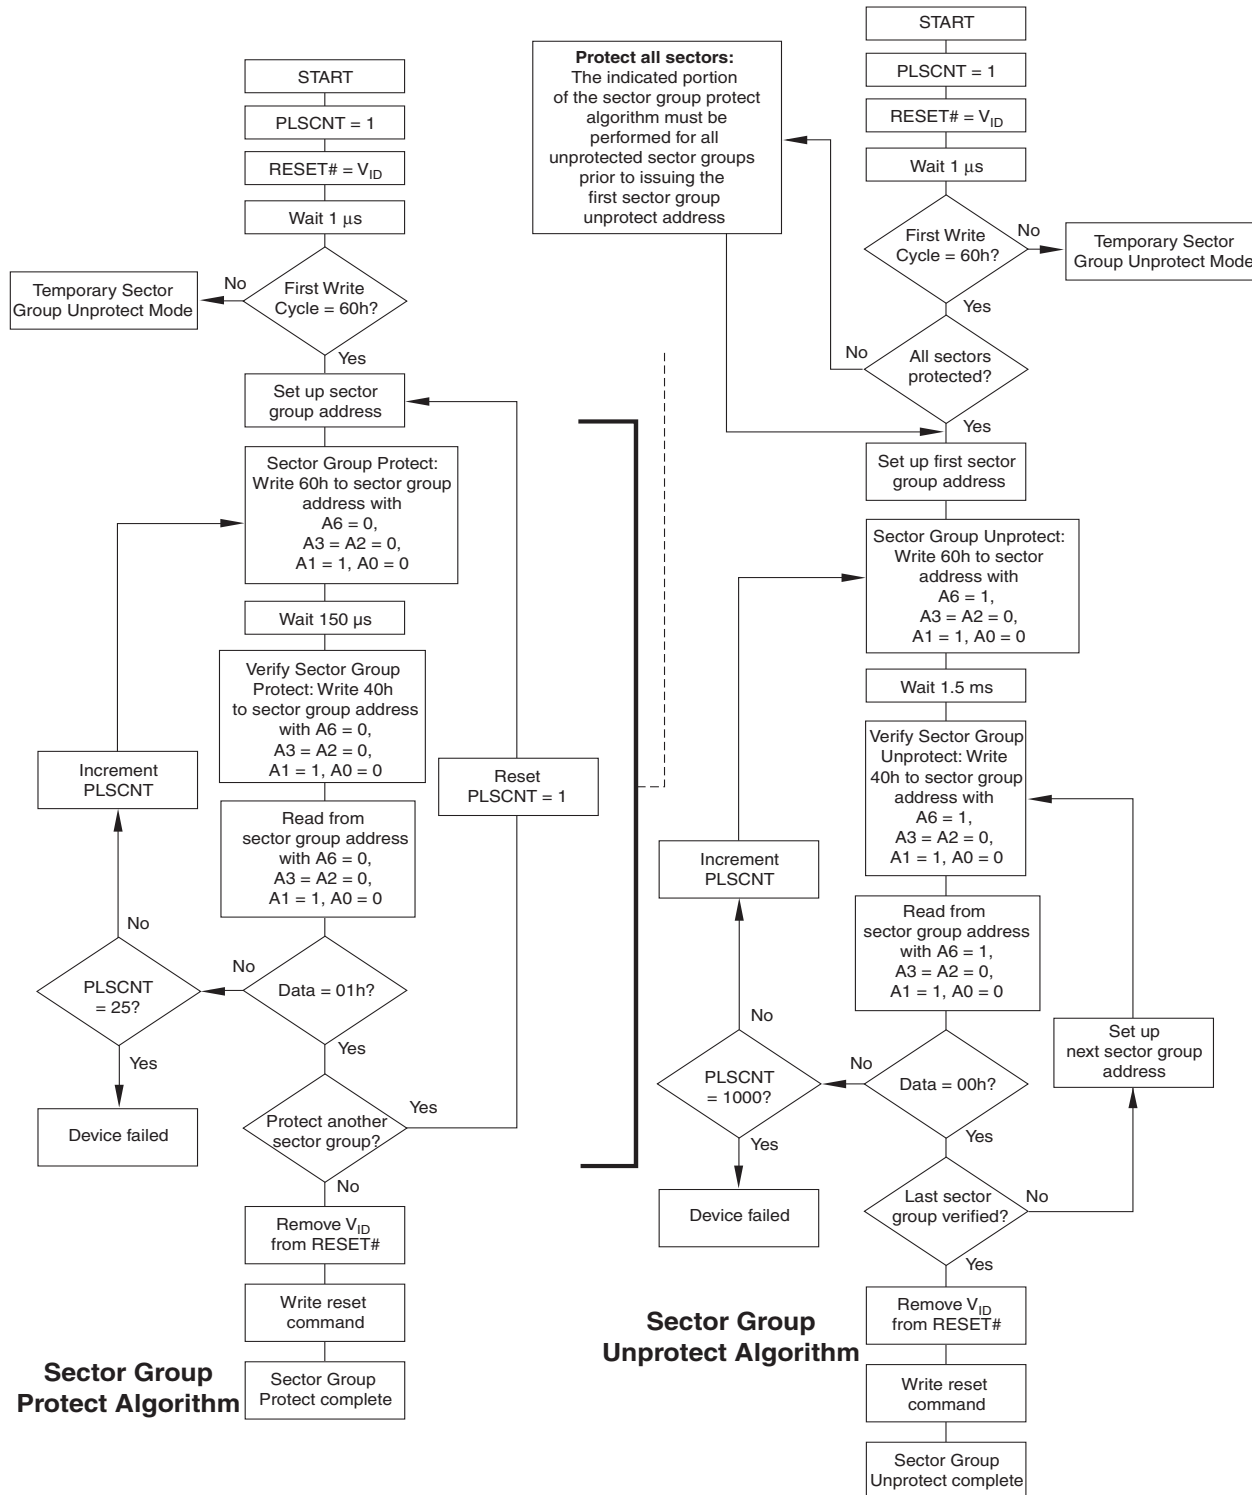 START
PLSCNT = 1
RESET# = VID
Wait 1 μs
First Write
Cycle = 60h?
No
Temporary Sector
Group Unprotect Mode
Yes
Set up sector
group address
Sector Group Protect:
Write 60h to sector group
address with
A6 = 0,
A3 = A2 = 0,
A1 = 1, A0 = 0
Wait 150 µs
Verify Sector Group
Protect: Write 40h
to sector group address
with A6 = 0,
A3 = A2 = 0,
A1 = 1, A0 = 0
Increment
PLSCNT
Reset
PLSCNT = 1
Read from
sector group address
with A6 = 0,
A3 = A2 = 0,
A1 = 1, A0 = 0
No
PLSCNT
= 25?
No
Data = 01h?
Yes
Yes
Device failed
Protect another
sector group?
Yes
No
Remove VID
from RESET#
Write reset
command
Sector Group
Protect complete
Sector Group
Protect Algorithm
Protect all sectors:
The indicated portion
of the sector group protect
algorithm must be
performed for all
unprotected sector groups
prior to issuing the
first sector group
unprotect address
START
PLSCNT = 1
RESET# = VID
Wait 1 μs
First Write
Cycle = 60h?
No
Temporary Sector
Group Unprotect Mode
Yes
No
All sectors
protected?
Yes
Set up first sector
group address
Sector Group Unprotect:
Write 60h to sector
address with
A6 = 1,
A3 = A2 = 0,
A1 = 1, A0 = 0
Wait 1.5 ms
Verify Sector Group
Unprotect: Write
40h to sector group
address with
A6 = 1,
A3 = A2 = 0,
A1 = 1, A0 = 0
Increment
PLSCNT
Read from
sector group address
with A6 = 1,
A3 = A2 = 0,
A1 = 1, A0 = 0
No
Set up
next sector group
address
PLSCNT
= 1000?
No
Data = 00h?
Yes
Yes
Device failed
Last sector
group verified?
No
Yes
Remove VID
from RESET#
Write reset
command
Sector Group
Unprotect complete
Sector Group
Unprotect Algorithm